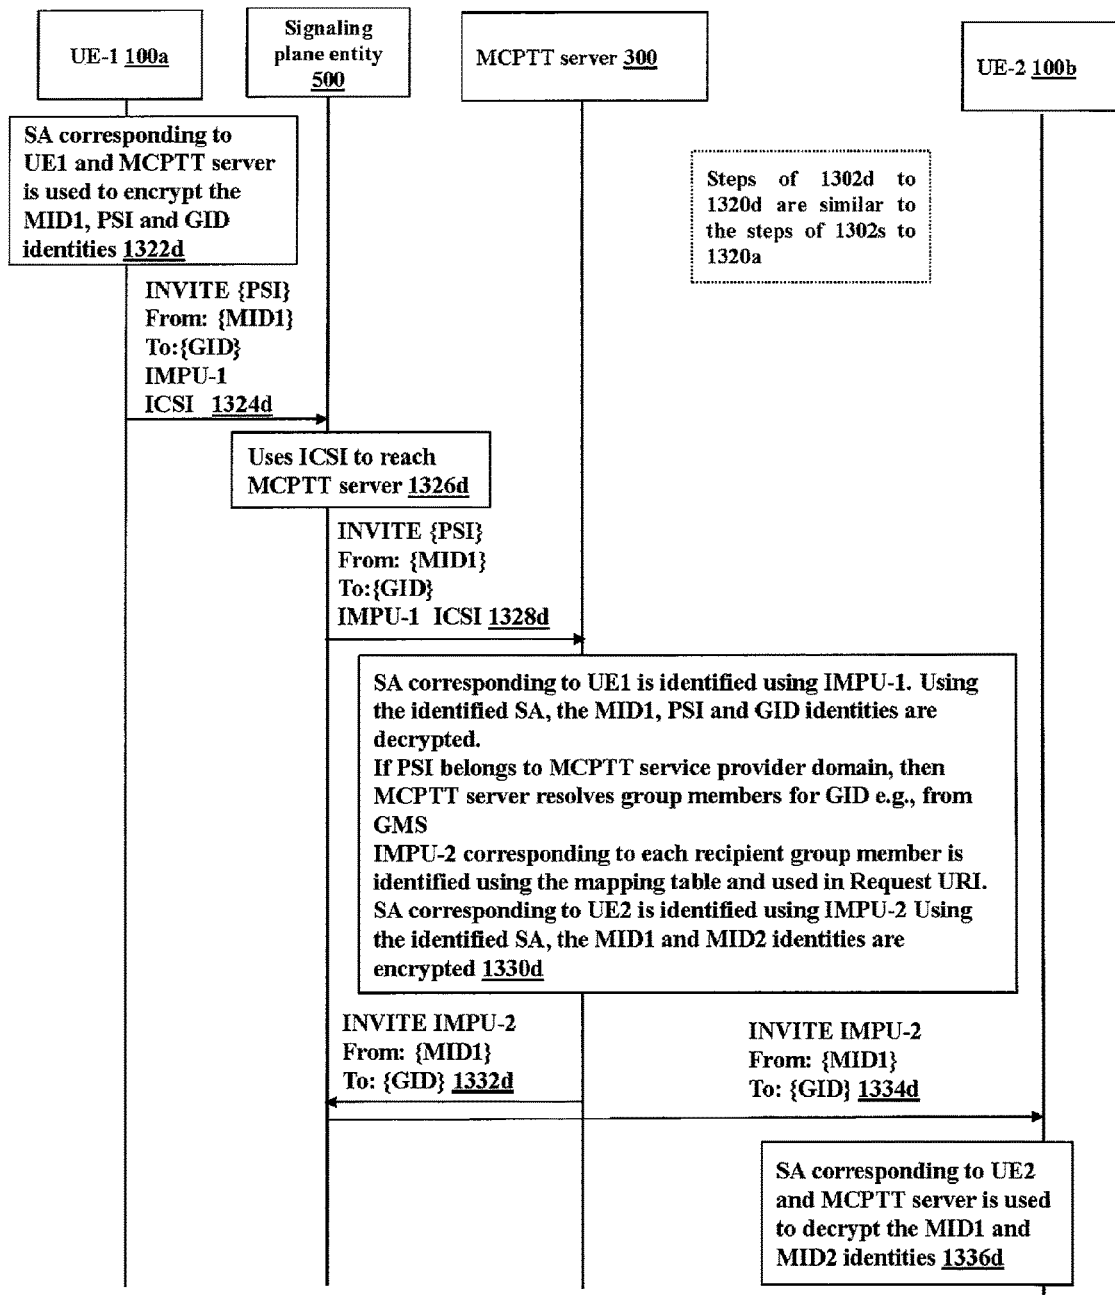 UE-1 100a
Signaling
plane entity
500
MCPTT server 300
UE-2 100b
SA corresponding to
UE1 and MCPTT server
is used to encrypt the
MID1, PSI and GID
identities 1322d
Steps of 1302d to
1320d are similar to
the steps of 1302s to
1320a
INVITE {PSI}
From: {MID1}
To:{GID}
IMPU-1
ICSI 1324d
Uses ICSI to reach
MCPTT server 1326d
INVITE {PSI}
From: {MID1}
To:{GID}
IMPU-1 ICSI 1328d
SA corresponding to UE1 is identified using IMPU-1. Using
the identified SA, the MID1, PSI and GID identities are
decrypted.
If PSI belongs to MCPTT service provider domain, then
MCPTT server resolves group members for GID e.g., from
GMS
IMPU-2 corresponding to each recipient group member is
identified using the mapping table and used in Request URI.
SA corresponding to UE2 is identified using IMPU-2 Using
the identified SA, the MID1 and MID2 identities are
encrypted 1330d
INVITE IMPU-2
From: {MID1}
To: {GID} 1332d
INVITE IMPU-2
From: {MID1}
To: {GID} 1334d
SA corresponding to UE2
and MCPTT server is used
to decrypt the MID1 and
MID2 identities 1336d